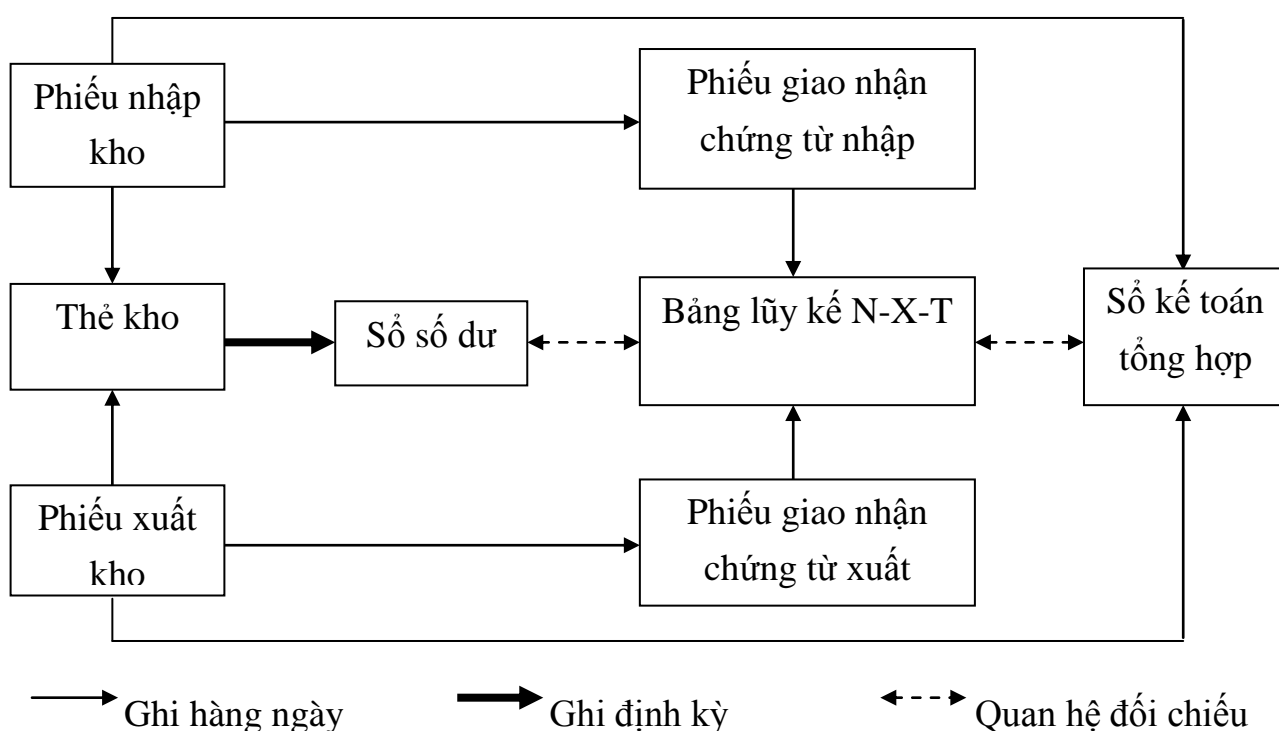 Phiếu nhập
kho
Phiếu giao nhận
chứng từ nhập
Thẻ kho
Sổ số dư
Bảng lũy kế N-X-T
Sổ kế toán
tổng hợp
Phiếu xuất
kho
Phiếu giao nhận
chứng từ xuất
Ghi hàng ngày
Ghi định kỳ
Quan hệ đối chiếu